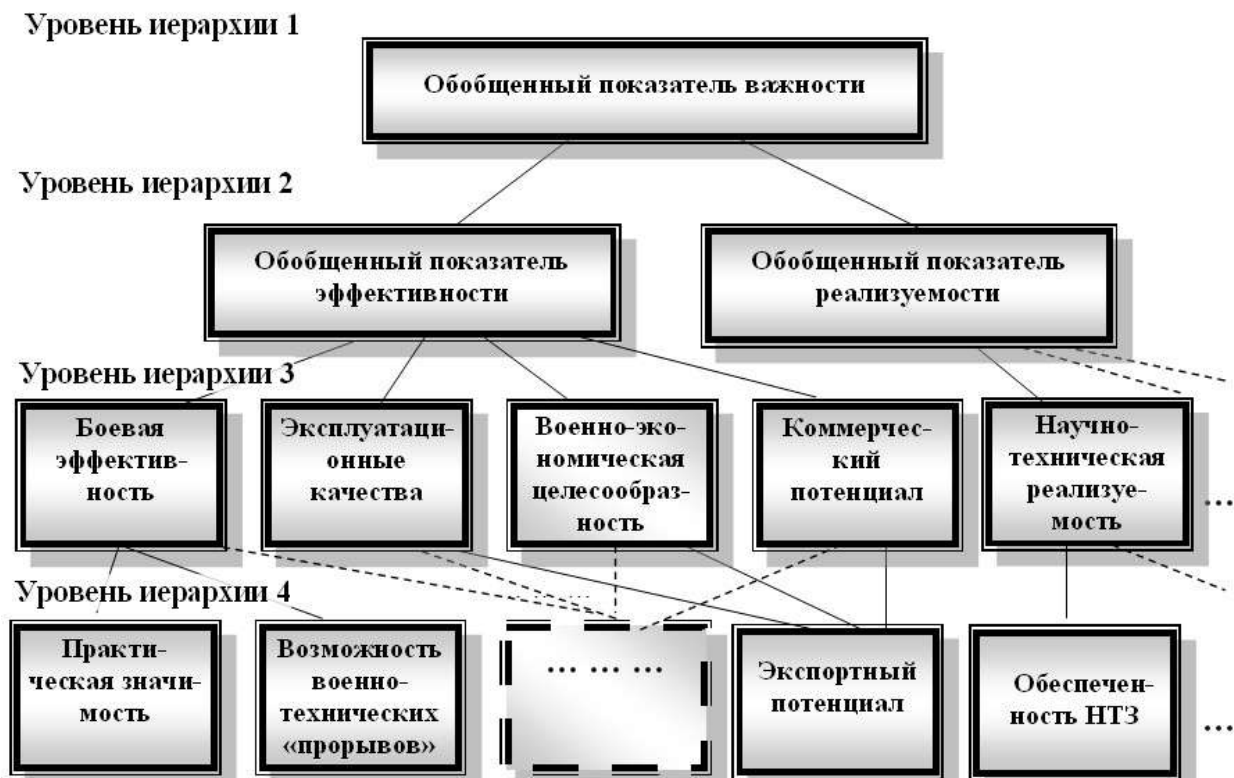 Уровень иерархии 1
Обобщенный показатель важности
Уровень иерархии 2
Обобщенный показатель
эффективности
Обобщенный показатель
реализуемости
Уровень иерархии 3
Боевая
эффектив-
ность
Эксплуатаци-
онные
качества
Военно-эко-
номическая
целесообраз-
ность
Коммерчес-
кий
потенциал
Научно-
техническая
реализуе-
мость
...
Уровень иерархии 4
Практи-
ческая значи-
мость
Возможность
военно-
технических
«прорывов»
... ... ...
Экспортный
потенциал
Обеспечен-
ность НТЗ
...